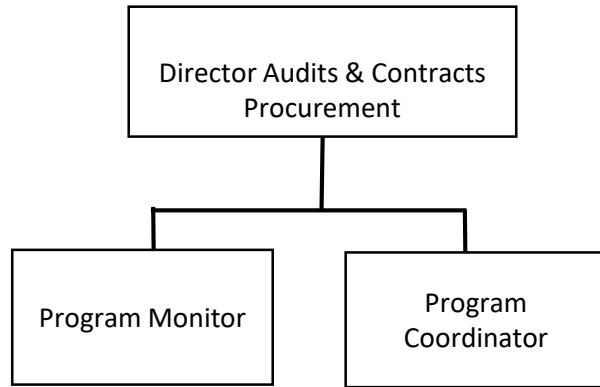 Director Audits & Contracts
Procurement
Program Monitor
Program
Coordinator